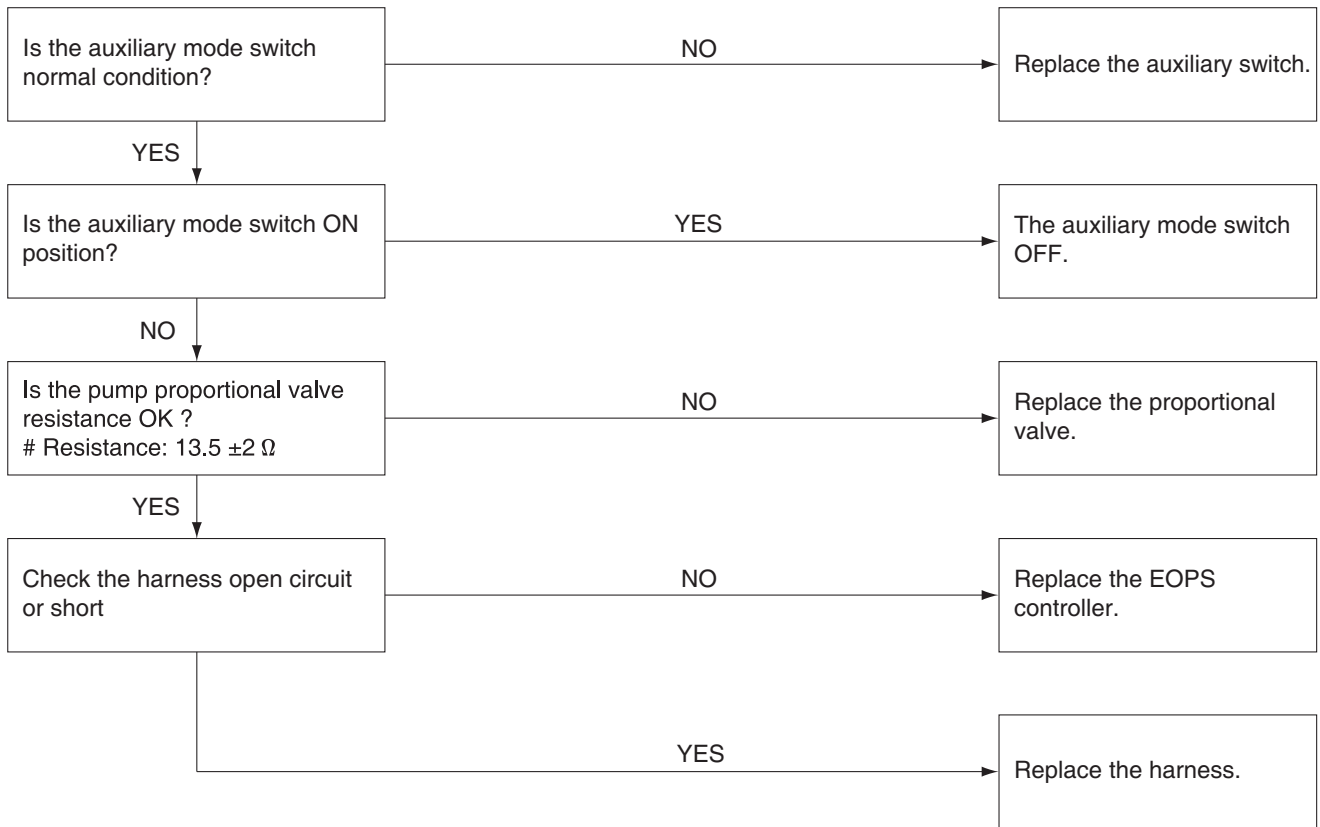 Is the auxiliary mode switch
normal condition?
NO
Replace the auxiliary switch.
YES
Is the auxiliary mode switch ON
position?
YES
The auxiliary mode switch
OFF.
NO
Is the pump proportional valve
resistance OK ?
# Resistance: 13.5 ±2 Ω
NO
Replace the proportional
valve.
YES
Check the harness open circuit
or short
NO
Replace the EOPS
controller.
YES
Replace the harness.